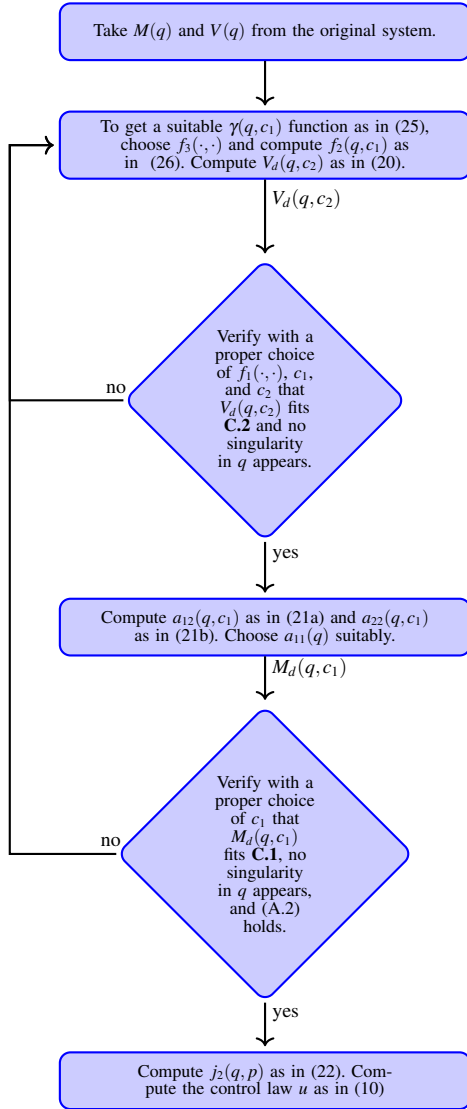 Take M(q) and V(q) from the original system.
To get a suitable γ(q,c₁) function as in (25),
choose f₃(·,·) and compute f₂(q,c₁) as
in (26). Compute V_d(q,c₂) as in (20).
V_d(q,c₂)
Verify with a
proper choice
of f₁(·,·), c₁,
and c₂ that
V_d(q,c₂) fits
C.2 and no
singularity
in q appears.
no
yes
Compute a₁₂(q,c₁) as in (21a) and a₂₂(q,c₁)
as in (21b). Choose a₁₁(q) suitably.
M_d(q,c₁)
Verify with a
proper choice
of c₁ that
M_d(q,c₁)
fits C.1, no
singularity
in q appears,
and (A.2)
holds.
no
yes
Compute j₂(q,p) as in (22). Com-
pute the control law u as in (10)